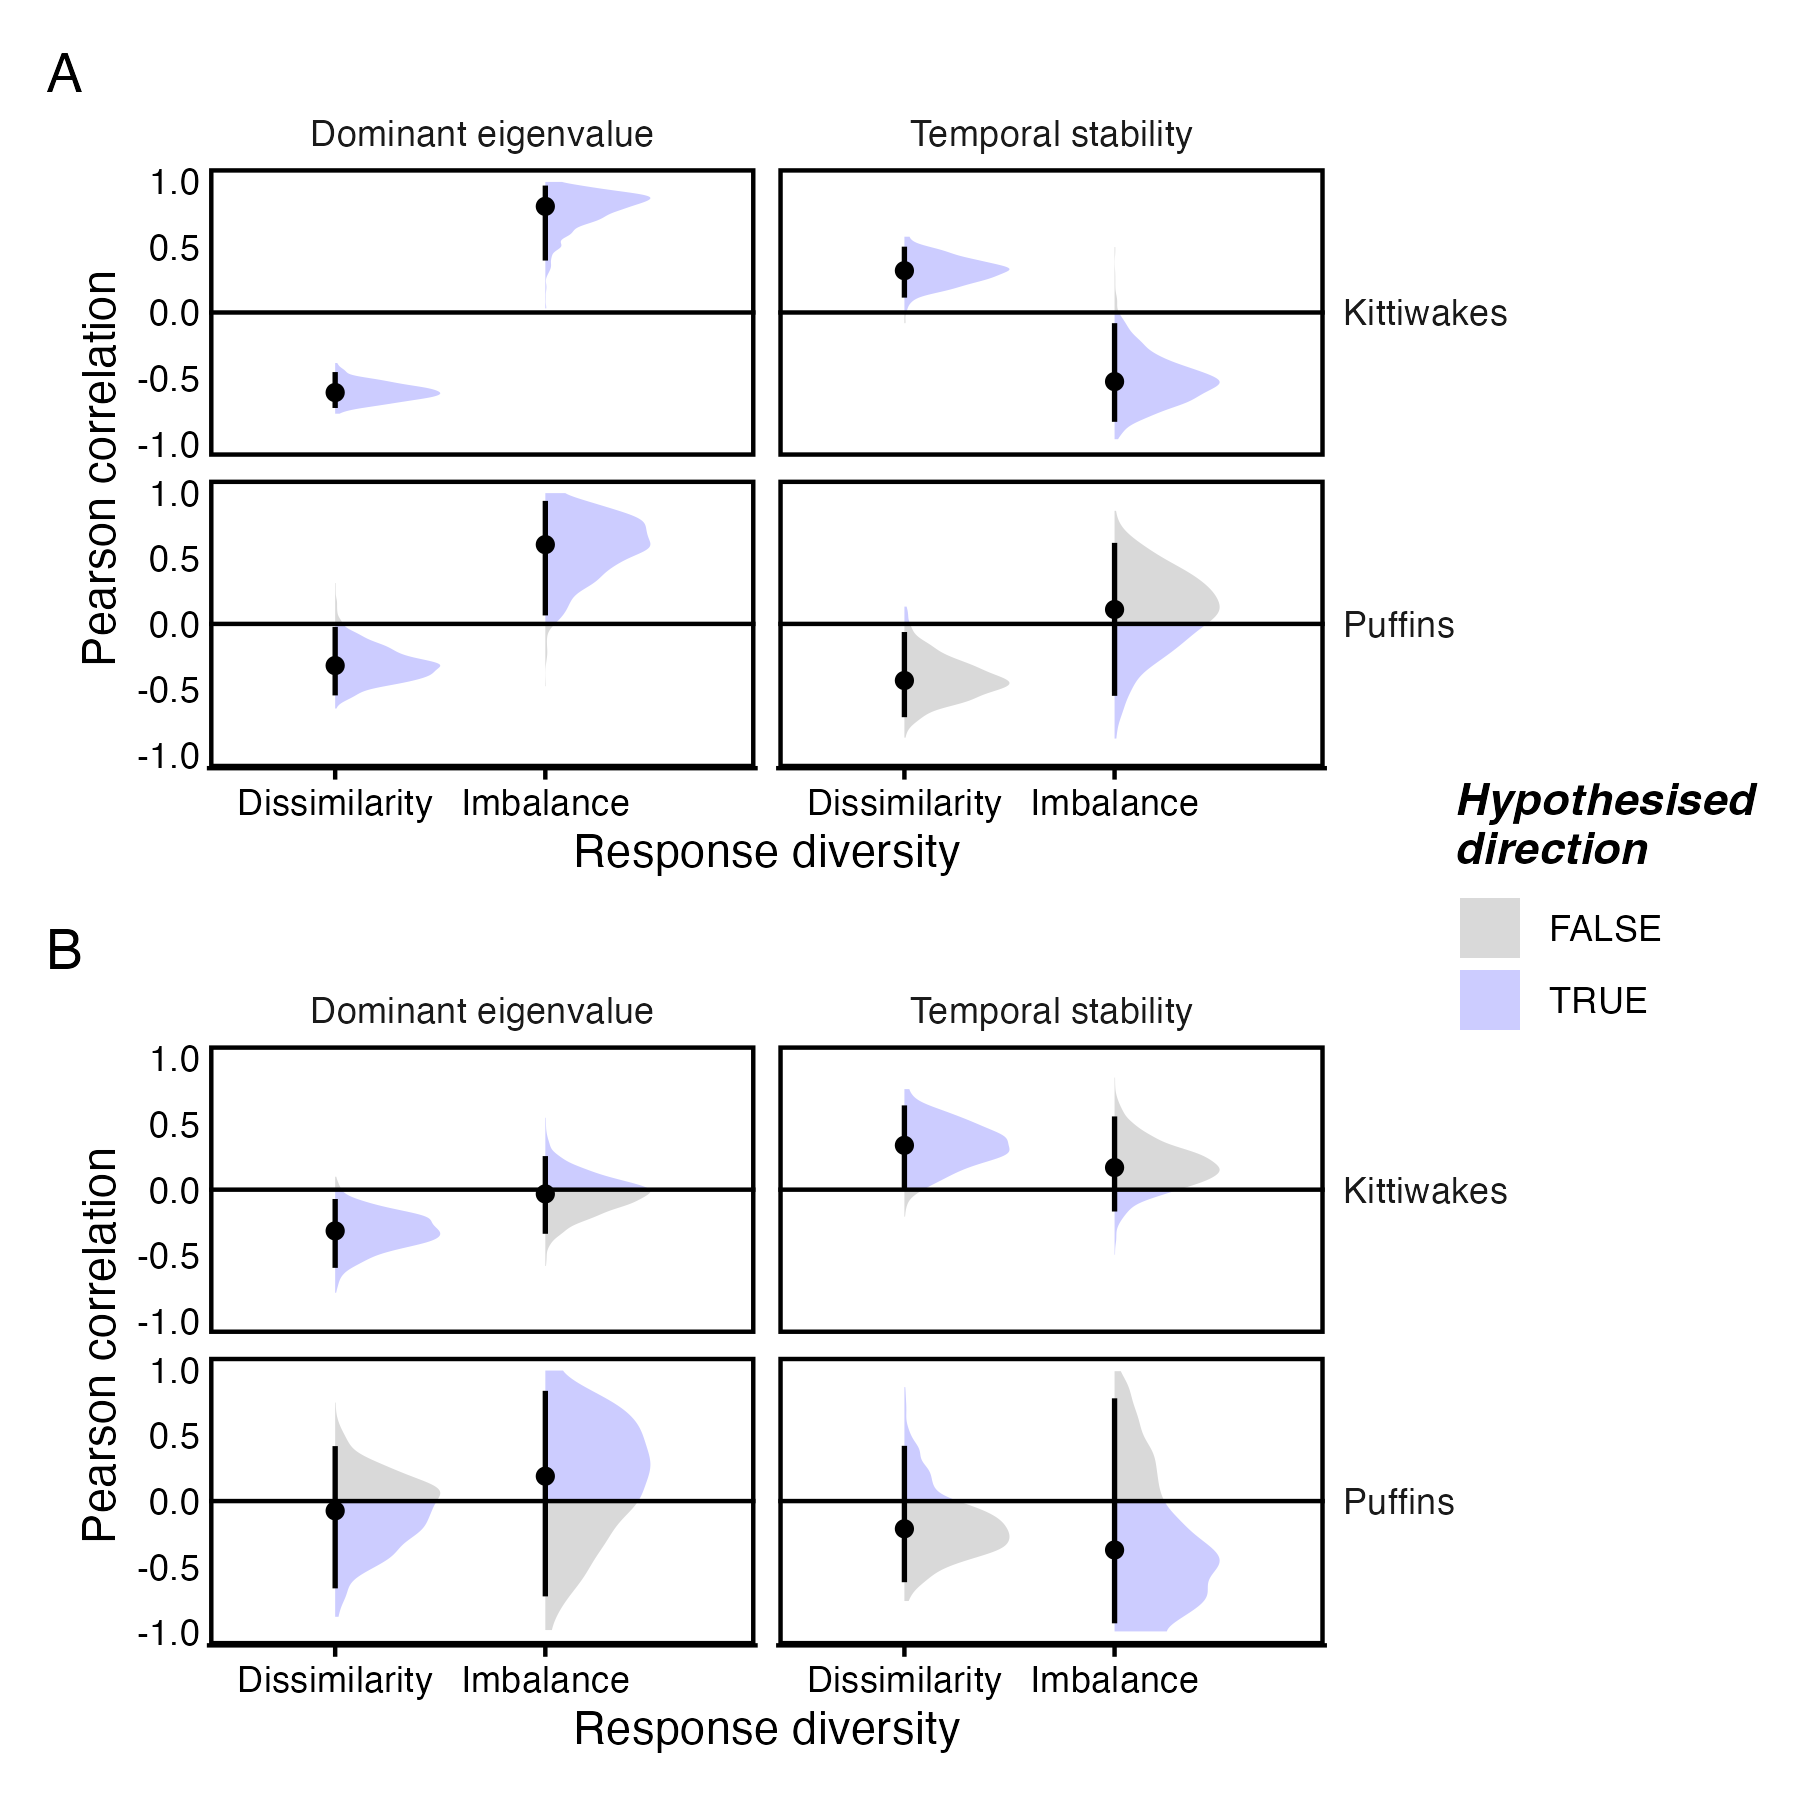 A
Dominant eigenvalue
Temporal stability
1.0
0.5
0.0
-0.5
-1.0
Kittiwakes
1.0
0.5
0.0
-0.5
-1.0
Puffins
Pearson correlation
Dissimilarity
Imbalance
Dissimilarity
Imbalance
Response diversity
Hypothesised
direction
FALSE
TRUE
B
Dominant eigenvalue
Temporal stability
1.0
0.5
0.0
-0.5
-1.0
Kittiwakes
1.0
0.5
0.0
-0.5
-1.0
Puffins
Pearson correlation
Dissimilarity
Imbalance
Dissimilarity
Imbalance
Response diversity